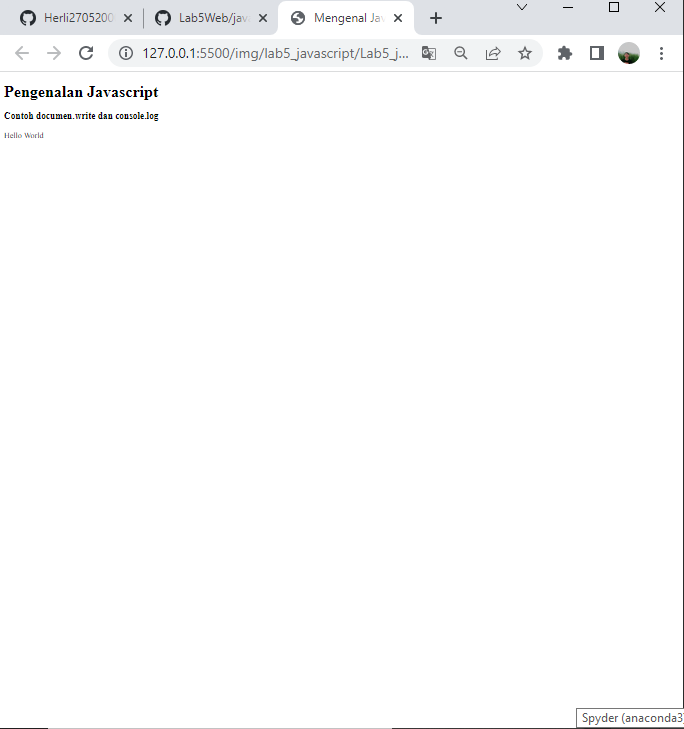 Herli2705200
Lab5Web/jav
Mengenal Jav
127.0.0.1:5500/img/lab5_javascript/Lab5_j...
Pengenalan Javascript
Contoh documen.write dan console.log
Hello World
Spyder (anaconda3)